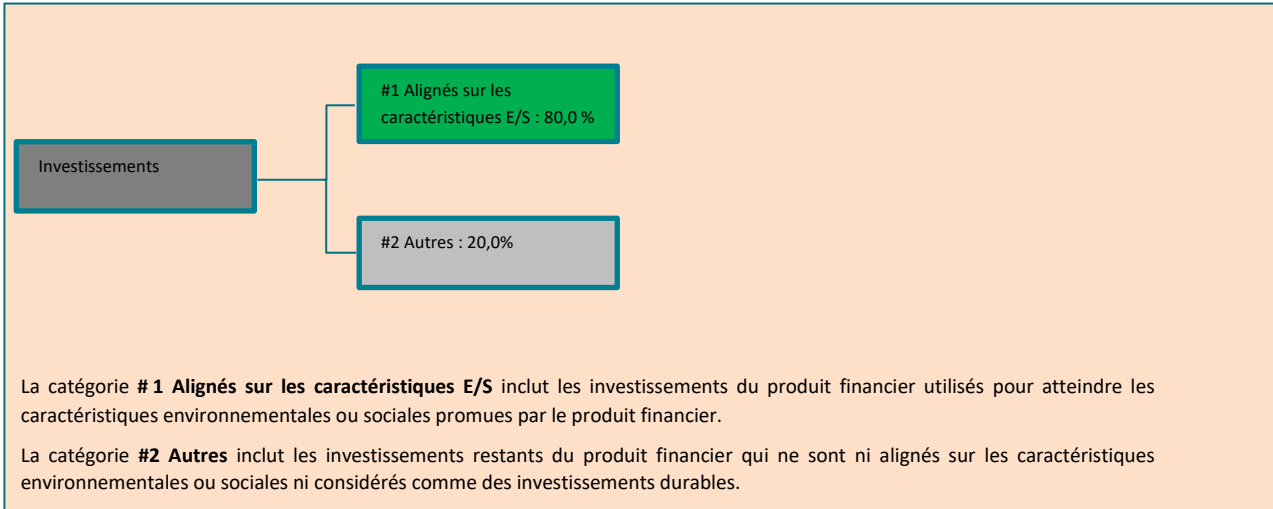 #1 Alignés sur les
caractéristiques E/S : 80,0 %
Investissements
#2 Autres : 20,0%
La catégorie # 1 Alignés sur les caractéristiques E/S inclut les investissements du produit financier utilisés pour atteindre les
caractéristiques environnementales ou sociales promues par le produit financier.
La catégorie #2 Autres inclut les investissements restants du produit financier qui ne sont ni alignés sur les caractéristiques
environnementales ou sociales ni considérés comme des investissements durables.